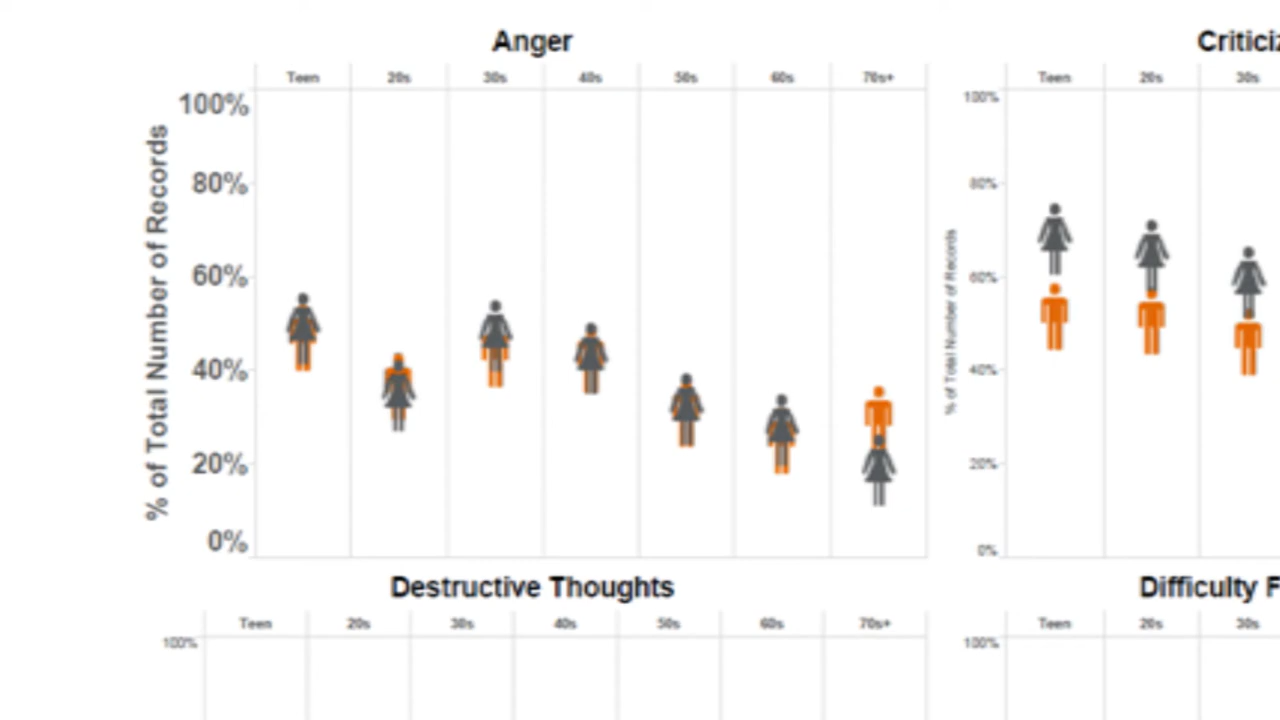 Anger
Teen 20s 30s 40s 50s 60s 70s+
100%
80%
60%
40%
20%
0%
% of Total Number of Records
Criticiz
Teen 20s 30s
100%
80%
60%
40%
20%
0%
% of Total Number of Records
Destructive Thoughts
Teen 20s 30s 40s 50s 60s 70s+
100%
Difficulty F
Teen 20s 30s
100%